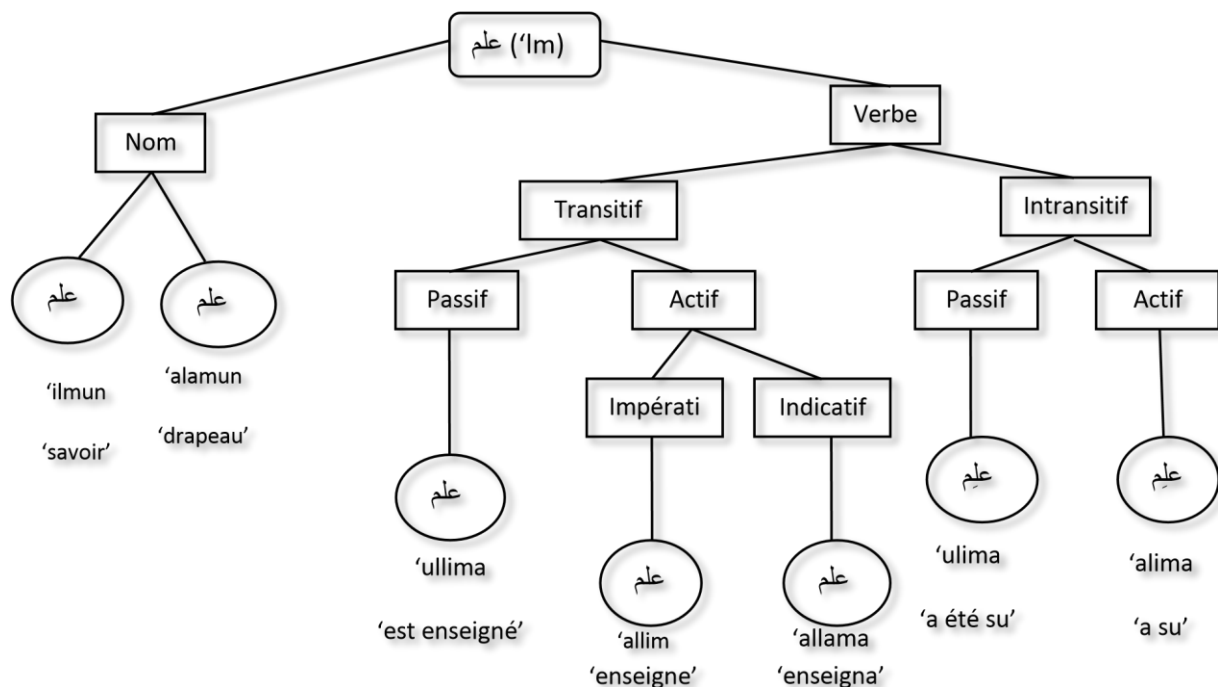 علم (‘lm)
Nom
Verbe
Transitif
Intransitif
علم
علم
Passif
Actif
Passif
Actif
‘ilmun
‘savoir’
‘alamun
‘drapeau’
Impérati
Indicatif
علم
علم
علم
علِم
علِم
‘ullima
‘est enseigné’
‘allim
‘enseigne’
‘allama
‘enseigna’
‘ulima
‘a été su’
‘alima
‘a su’